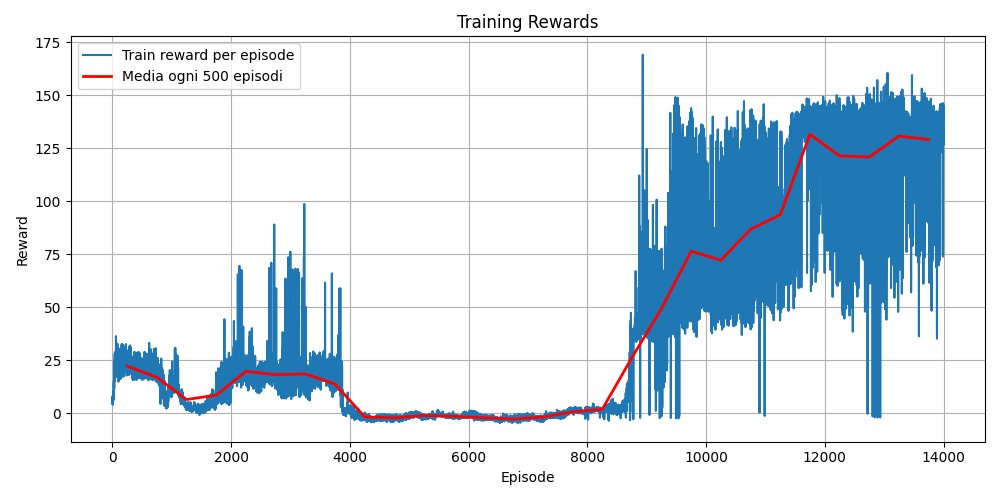 Training Rewards
Train reward per episode
Media ogni 500 episodi
Reward
175
150
125
100
75
50
25
0
0 2000 4000 6000 8000 10000 12000 14000
Episode